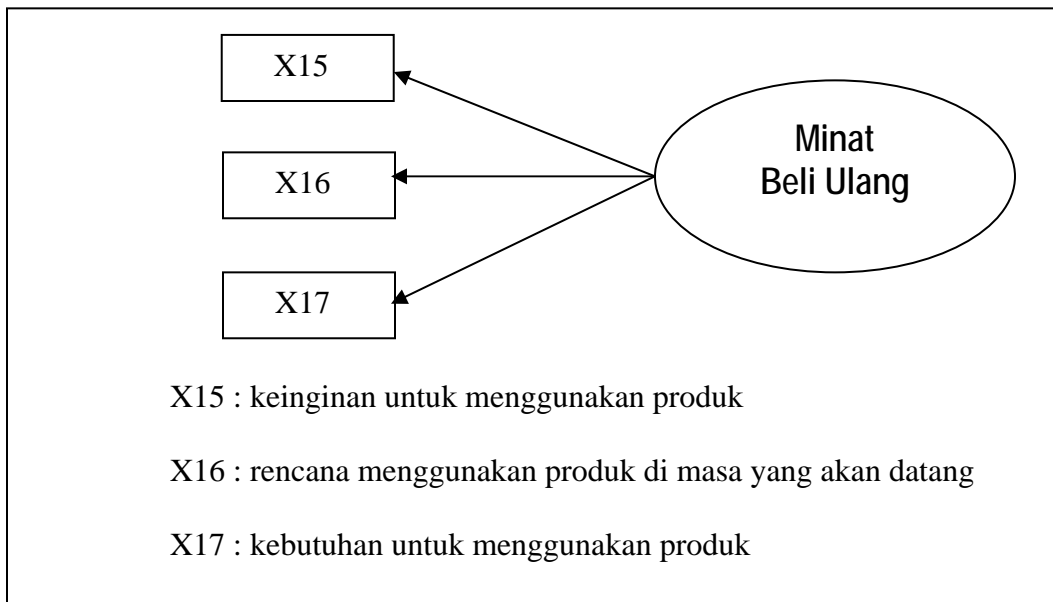 X15
Minat
Beli Ulang
X16
X17
X15 : keinginan untuk menggunakan produk
X16 : rencana menggunakan produk di masa yang akan datang
X17 : kebutuhan untuk menggunakan produk